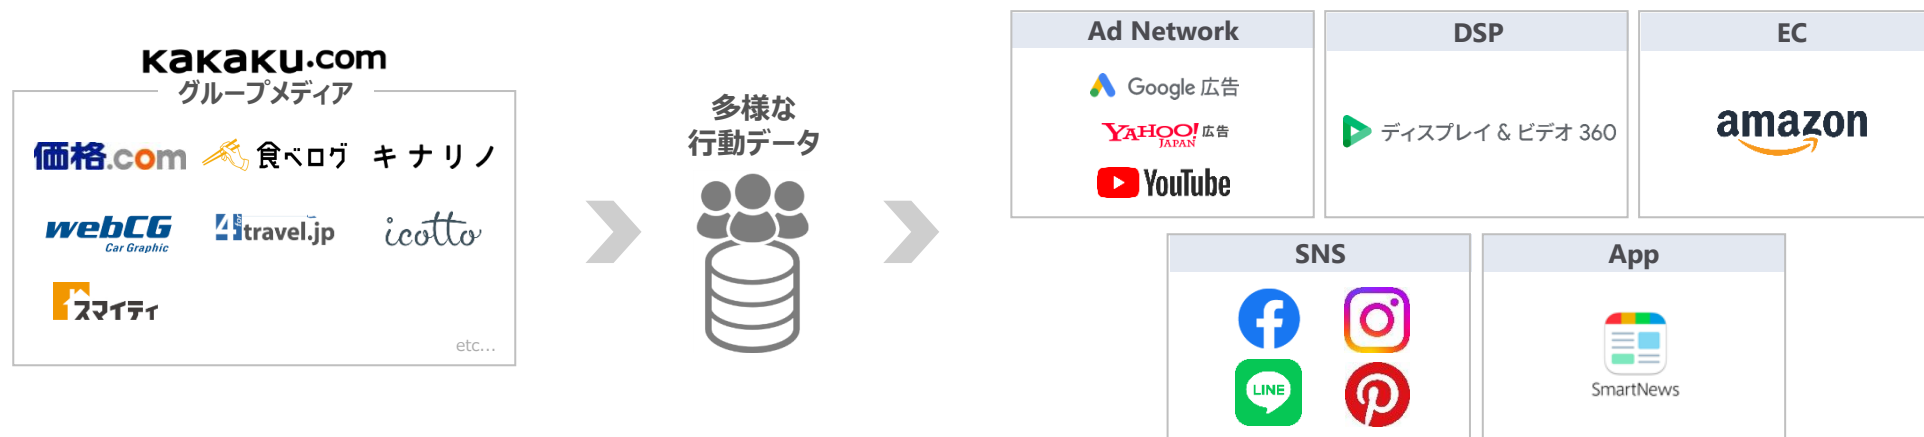 KaKaKU.com
グループメディア
価格.com
食べログ
キナリノ
webCG
Car Graphic
4travel.jp
icotto
スマイティ
etc...
多様な
行動データ
Ad Network
Google 広告
YAHOO! 広告
JAPAN
YouTube
DSP
ディスプレイ & ビデオ 360
EC
amazon
SNS
LINE
App
SmartNews